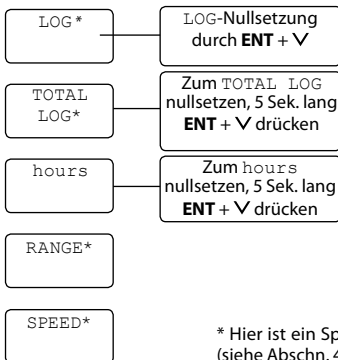 LOG*
LOG-Nullsetzung
durch ENT + V
TOTAL
LOG*
Zum TOTAL LOG
nullsetzen, 5 Sek. lang
ENT + V drücken
hours
Zum hours
nullsetzen, 5 Sek. lang
ENT + V drücken
RANGE*
SPEED*
* Hier ist ein
(siehe Abschn. 4